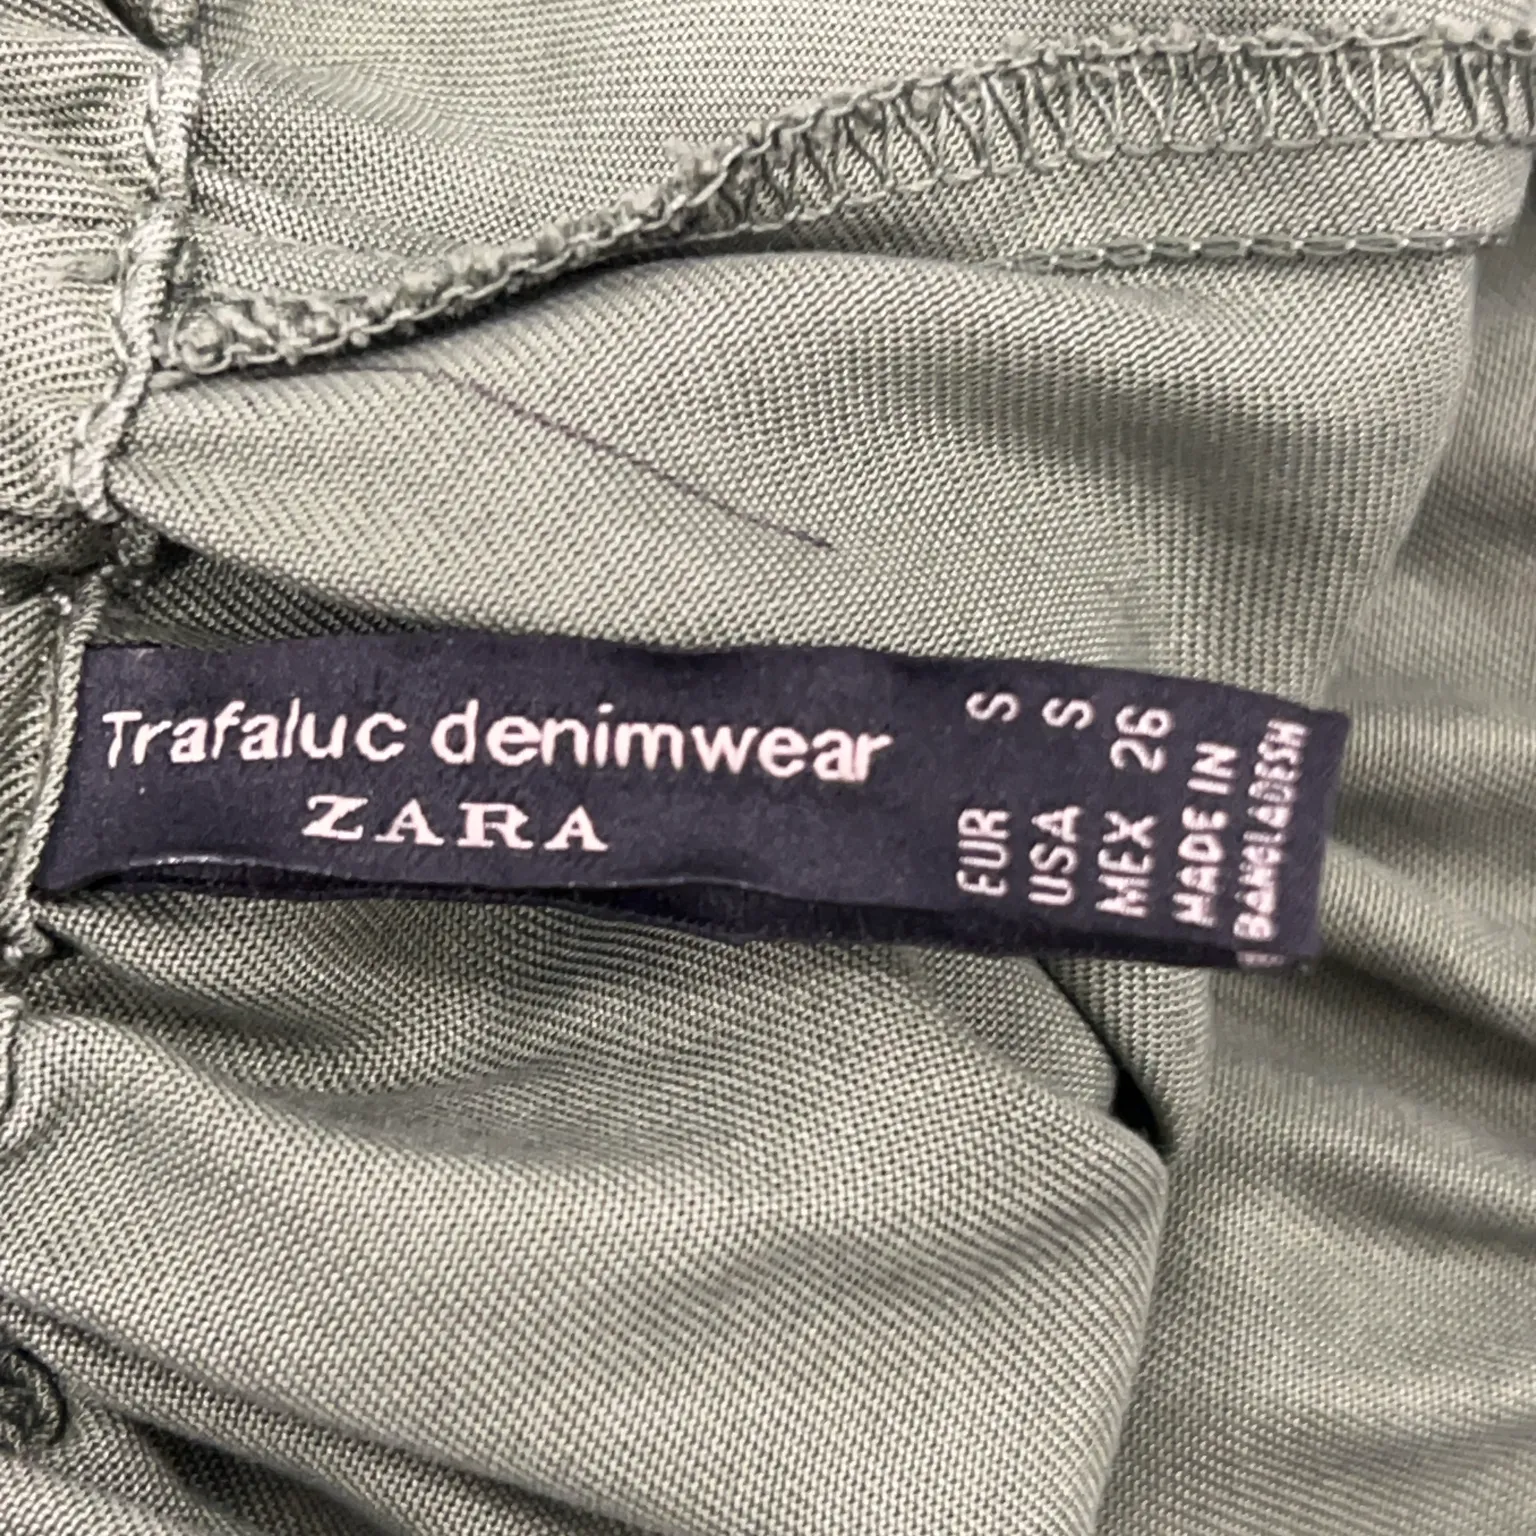 Trafaluc denimwear
ZARA
EUR S
USA S
MEX 26
MADE IN
BANGLADESH